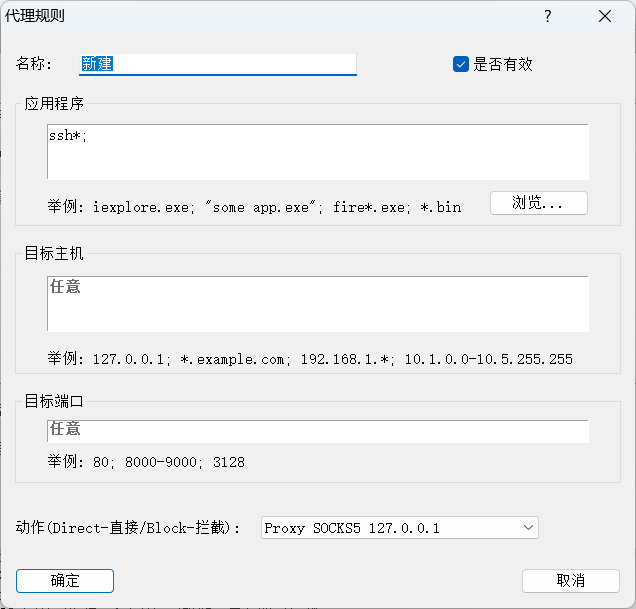 代理规则
?
名称:
新建
是否有效
应用程序
ssh*;
举例: iexplore.exe; "some app.exe"; fire*.exe; *.bin
浏览...
目标主机
任意
举例: 127.0.0.1; *.example.com; 192.168.1.*; 10.1.0.0-10.5.255.255
目标端口
任意
举例: 80; 8000-9000; 3128
动作(Direct-直接/Block-拦截):
Proxy SOCKS5 127.0.0.1
确定
取消